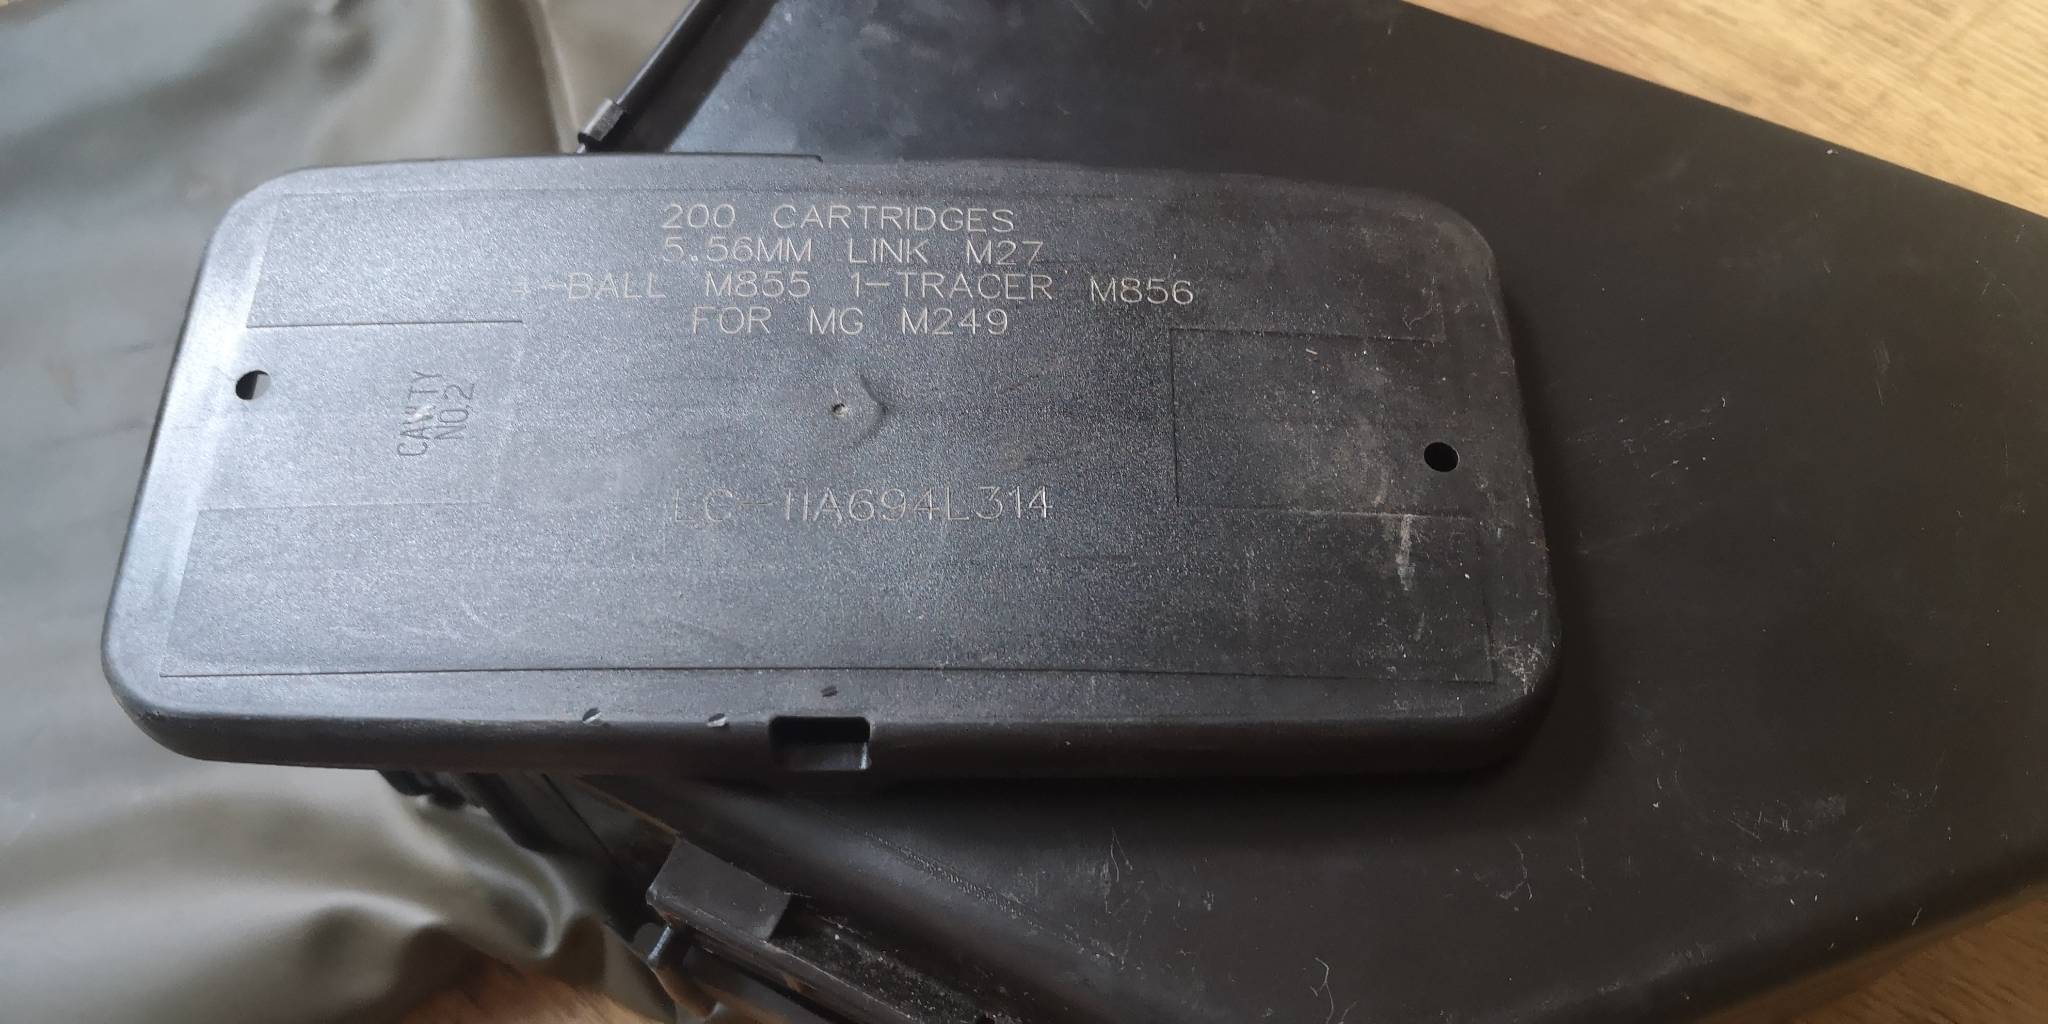 200 CARTRIDGES
5.56MM LINK M27
-BALL M855 1-TRACER M856
FOR MG M249
CAVITY
NO.2
LC-11A694L314